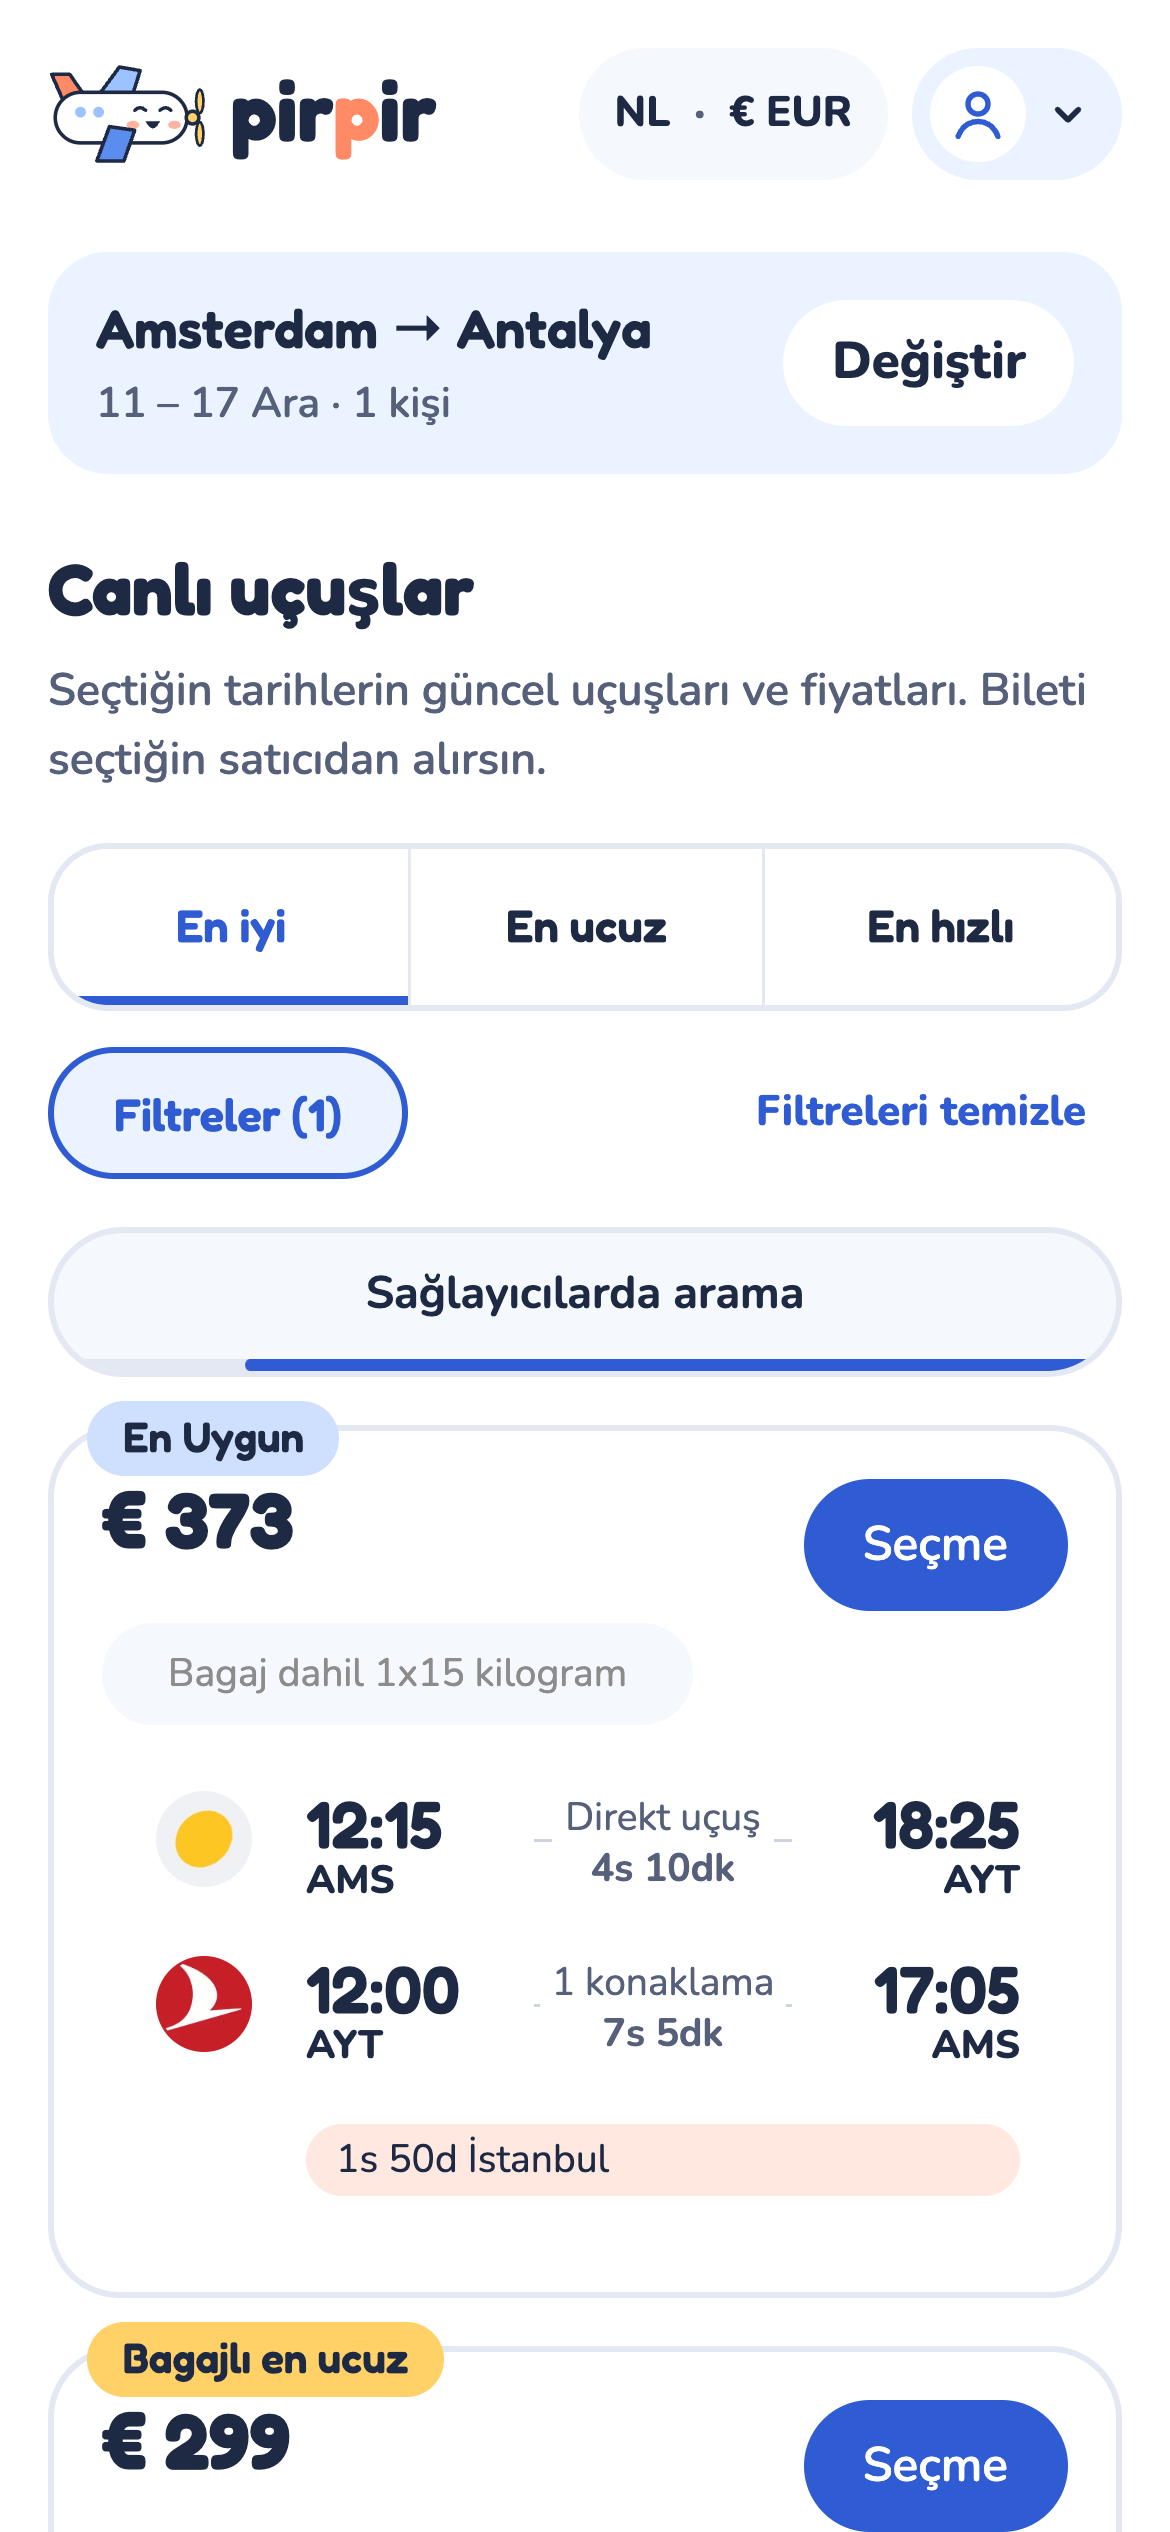 pirpir
NL · € EUR
Amsterdam → Antalya
11 – 17 Ara · 1 kişi
Değiştir
Canlı uçuşlar
Seçtiğin tarihlerin güncel uçuşları ve fiyatları. Bileti
seçtiğin satıcıdan alırsın.
En iyi
En ucuz
En hızlı
Filtreler (1)
Filtreleri temizle
Sağlayıcılarda arama
En Uygun
€ 373
Seçme
Bagaj dahil 1x15 kilogram
12:15
Direkt uçuş
18:25
AMS
4s 10dk
AYT
12:00
1 konaklama
17:05
AYT
7s 5dk
AMS
1s 50d İstanbul
Bagajlı en ucuz
€ 299
Seçme